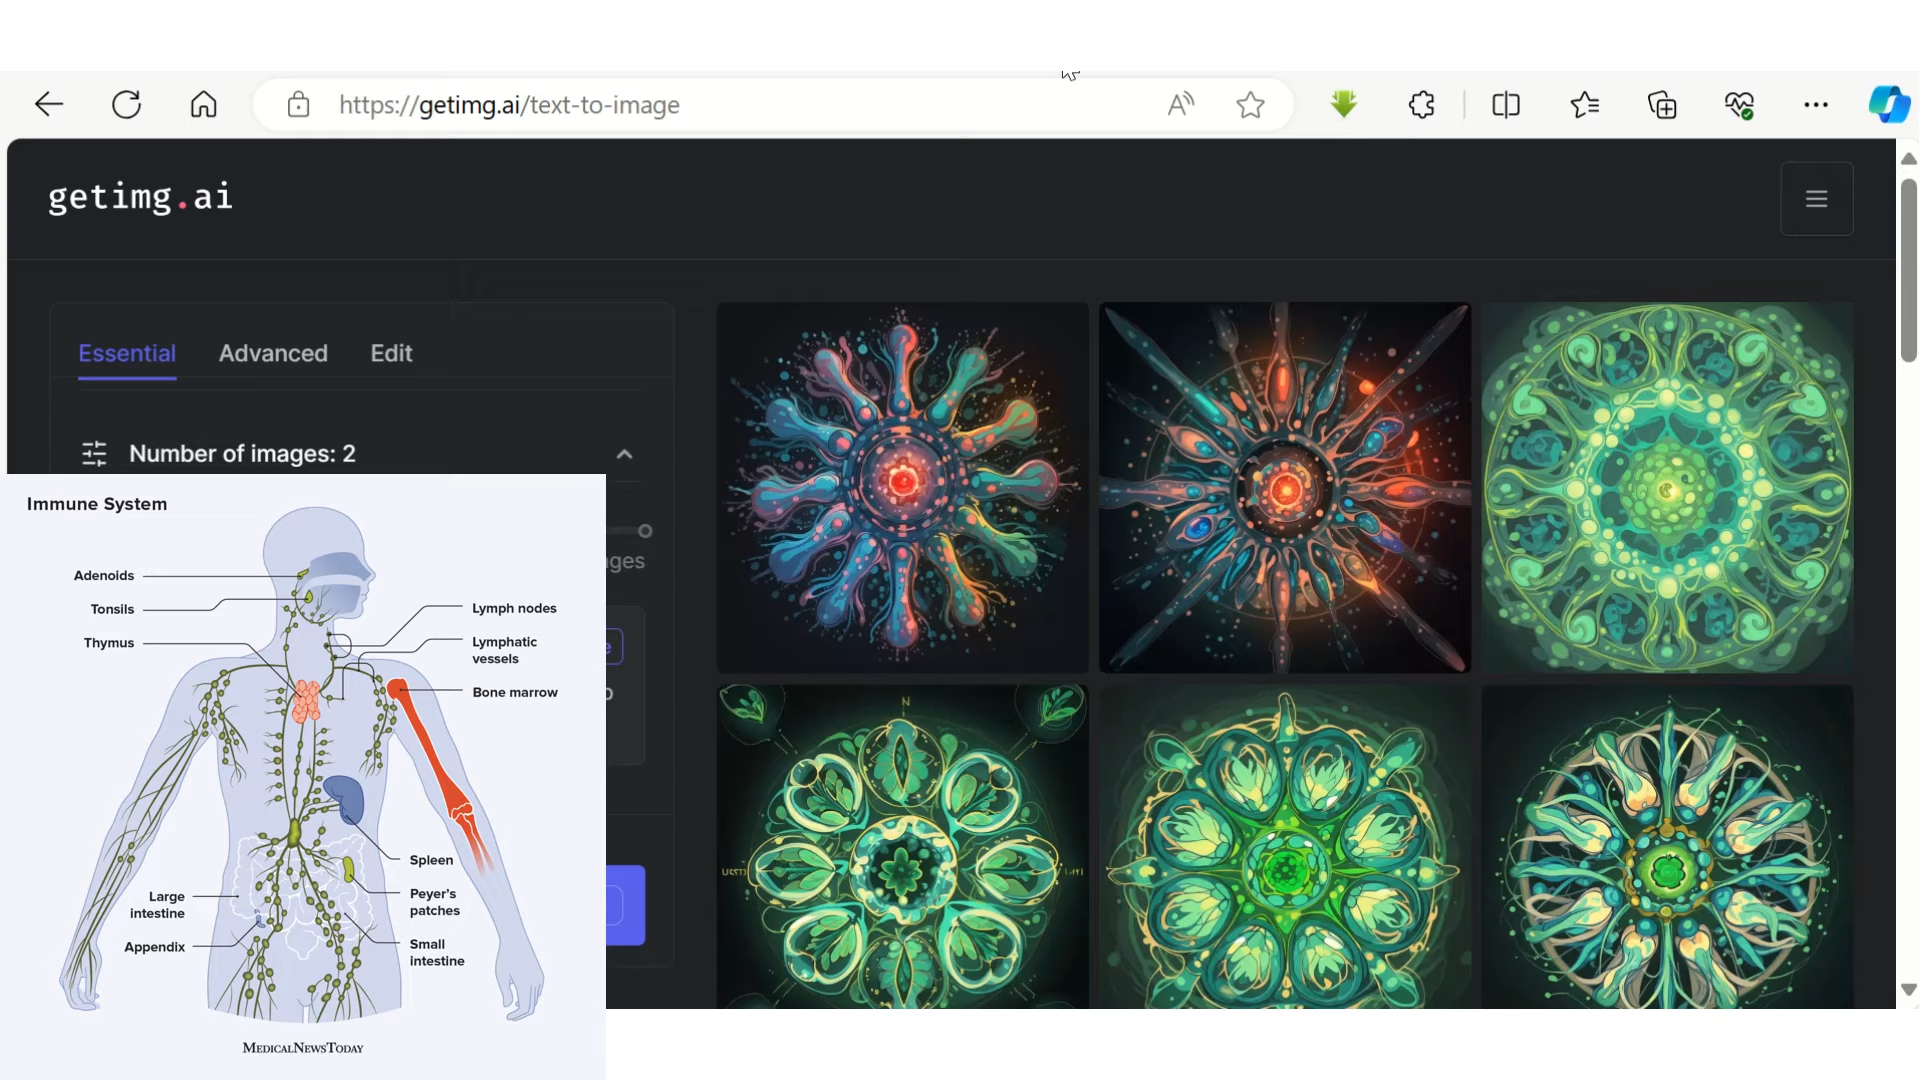 https://getimg.ai/text-to-image
getimg.ai
Essential Advanced Edit
Number of images: 2
Immune System
Adenoids
Tonsils
Thymus
Lymph nodes
Lymphatic
vessels
Bone marrow
Spleen
Peyer's
patches
Small
intestine
Large
intestine
Appendix
MEDICALNEWSTODAY